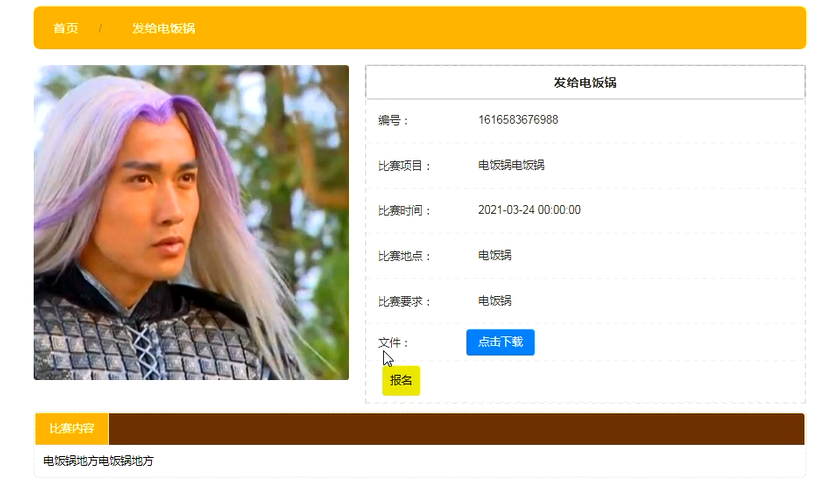 首页 / 发给电饭锅
发给电饭锅
编号： 1616583676988
比赛项目： 电饭锅电饭锅
比赛时间： 2021-03-24 00:00:00
比赛地点： 电饭锅
比赛要求： 电饭锅
文件： 点击下载
报名
比赛内容
电饭锅地方电饭锅地方